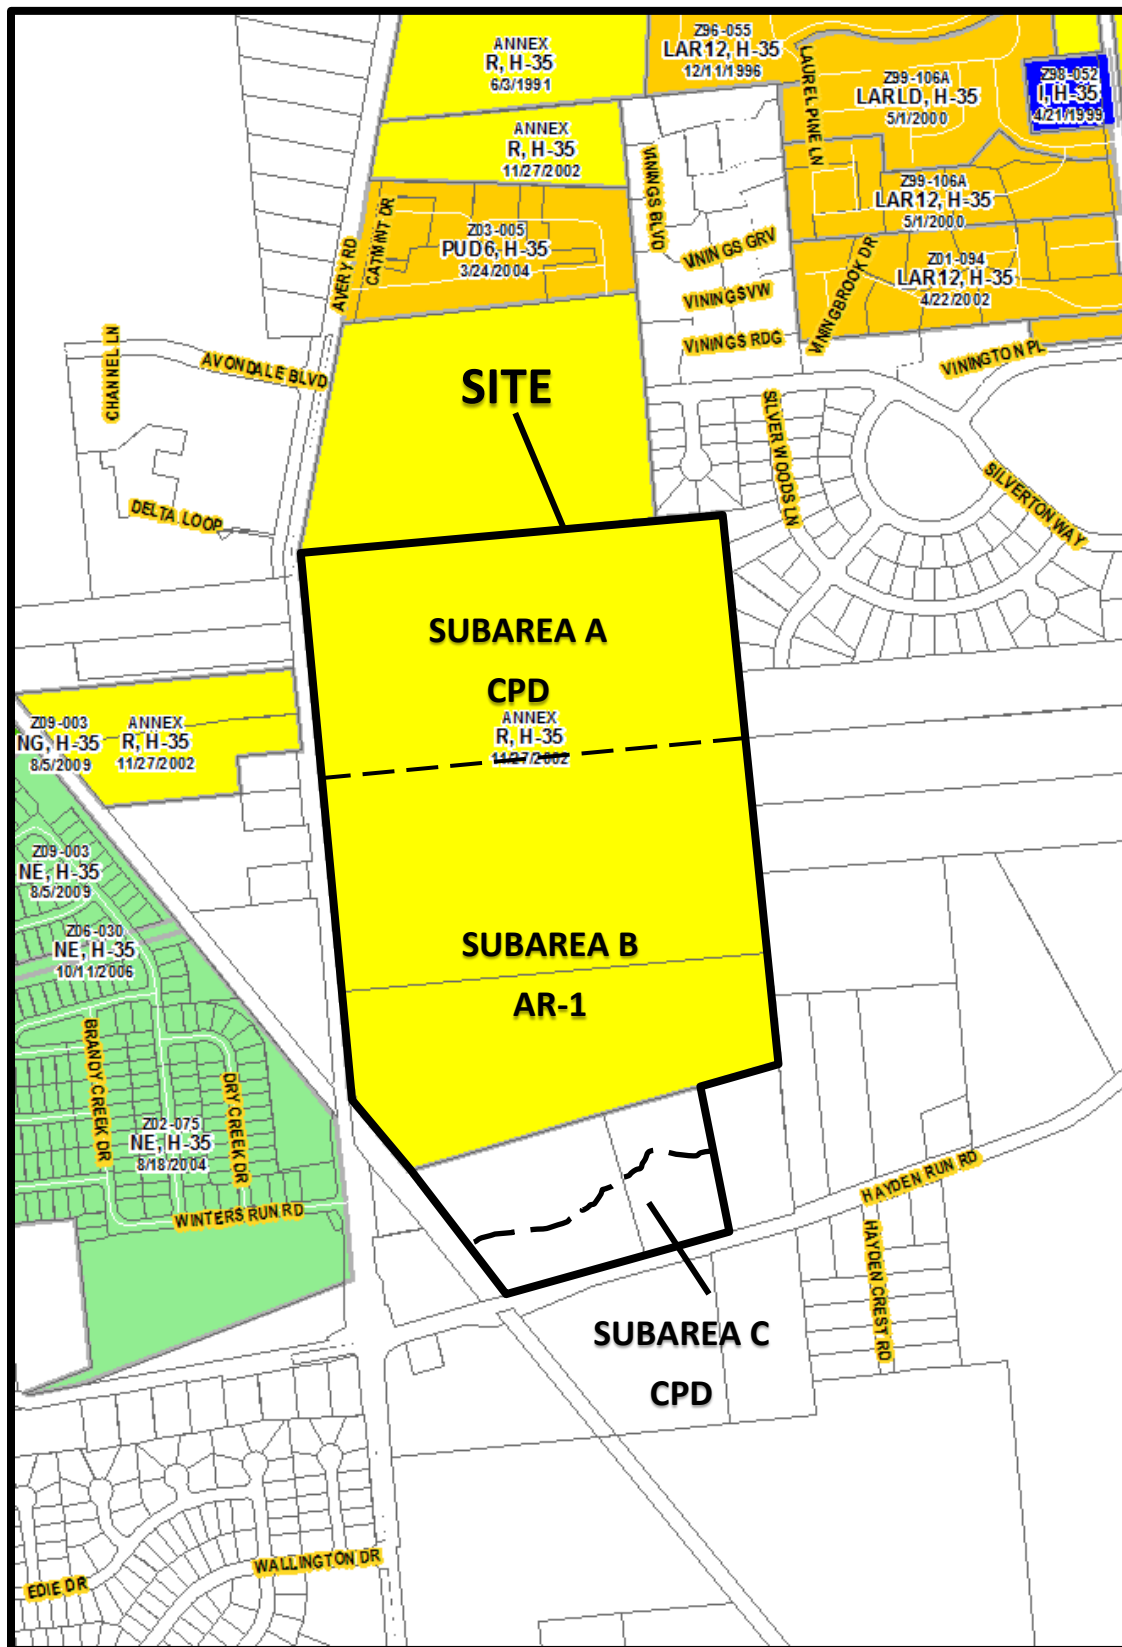 ANNEX
R, H-35
6/3/1991
Z96-055
LAR12, H-35
12/11/1996
LAUREL PINE LN
Z99-106A
LARLD, H-35
5/1/2000
Z98-052
I, H-35
4/21/1999
ANNEX
R, H-35
11/27/2002
VININGS BLVD
Z99-106A
LAR12, H-35
5/1/2000
AVERY RD
CATMINT DR
Z03-005
PUD6, H-35
3/24/2004
VININGS GRV
VININGBROOK DR
Z01-094
LAR12, H-35
4/22/2002
VININGSVW
VININGS RDG
VININGTON PL
CHANNEL LN
AVONDALE BLVD
SITE
SILVER WOODS LN
SILVERTON WAY
DELTA LOOP
SUBAREA A
CPD
ANNEX
R, H-35
11/27/2002
Z09-003
NG, H-35
8/5/2009
ANNEX
R, H-35
11/27/2002
Z09-003
NE, H-35
8/5/2009
Z06-030
NE, H-35
10/11/2006
SUBAREA B
AR-1
BRANDY CREEK DR
DRY CREEK DR
Z02-075
NE, H-35
8/18/2004
WINTERS RUN RD
HAYDEN RUN RD
HAYDEN CREST RD
SUBAREA C
CPD
WALLINGTON DR
EDIE DR